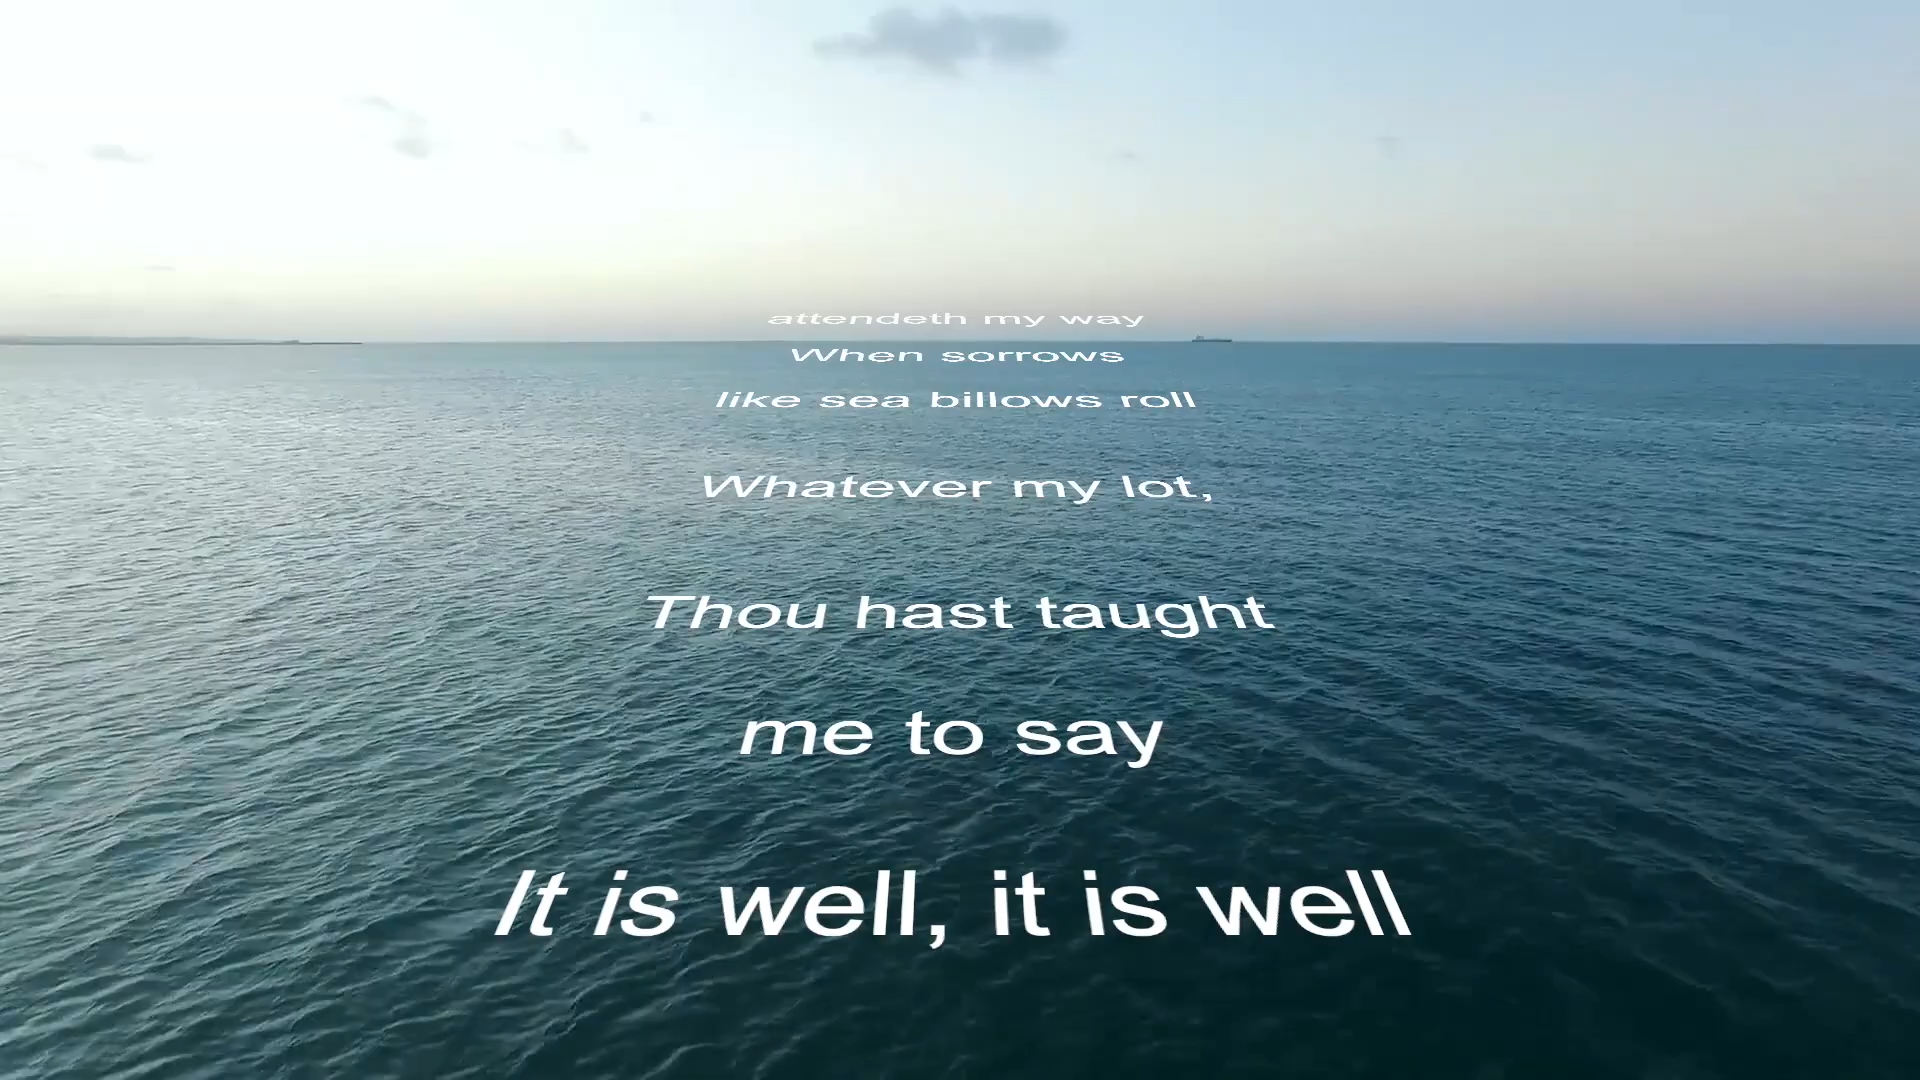 attendeth my way
When sorrows
like sea billows roll
Whatever my lot,
Thou hast taught
me to say
It is well, it is well